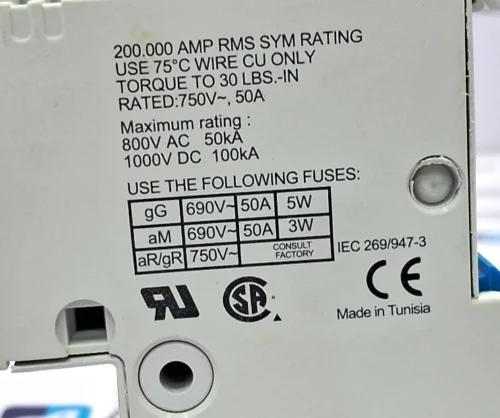 200.000 AMP RMS SYM RATING
USE 75°C WIRE CU ONLY
TORQUE TO 30 LBS.-IN
RATED:750V~, 50A
Maximum rating :
800V AC 50kA
1000V DC 100kA
USE THE FOLLOWING FUSES:
gG 690V~ 50A 5W
aM 690V~ 50A 3W
aR/gR 750V~ CONSULT FACTORY
IEC 269/947-3
RU SA CE
Made in Tunisia